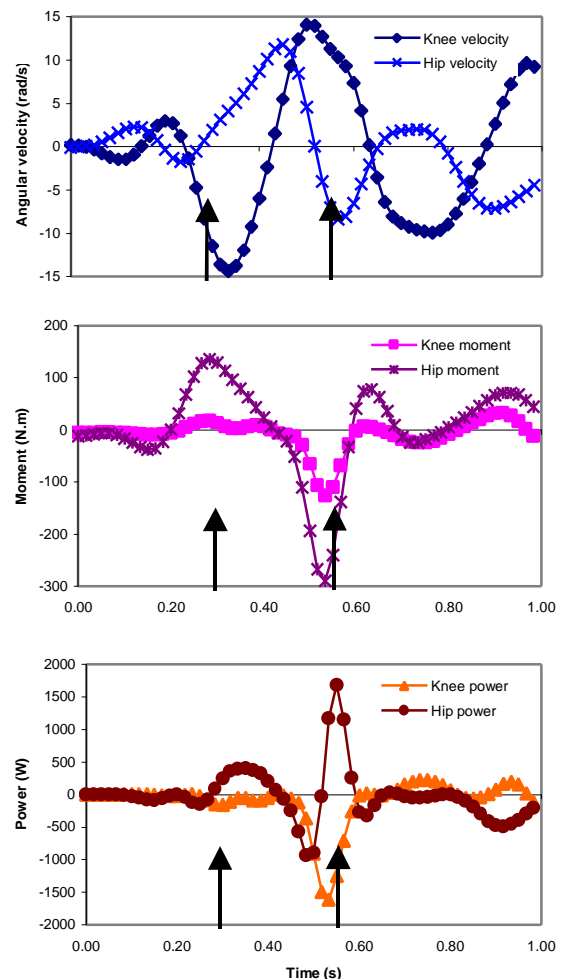 Angular velocity (rad/s)
15
10
5
0
-5
-10
-15
Knee velocity
Hip velocity
Moment (N.m)
200
100
0
-100
-200
-300
Knee moment
Hip moment
0.00 0.20 0.40 0.60 0.80 1.00
Power (W)
2000
1500
1000
500
0
-500
-1000
-1500
-2000
Knee power
Hip power
0.00 0.20 0.40 0.60 0.80 1.00
Time (s)